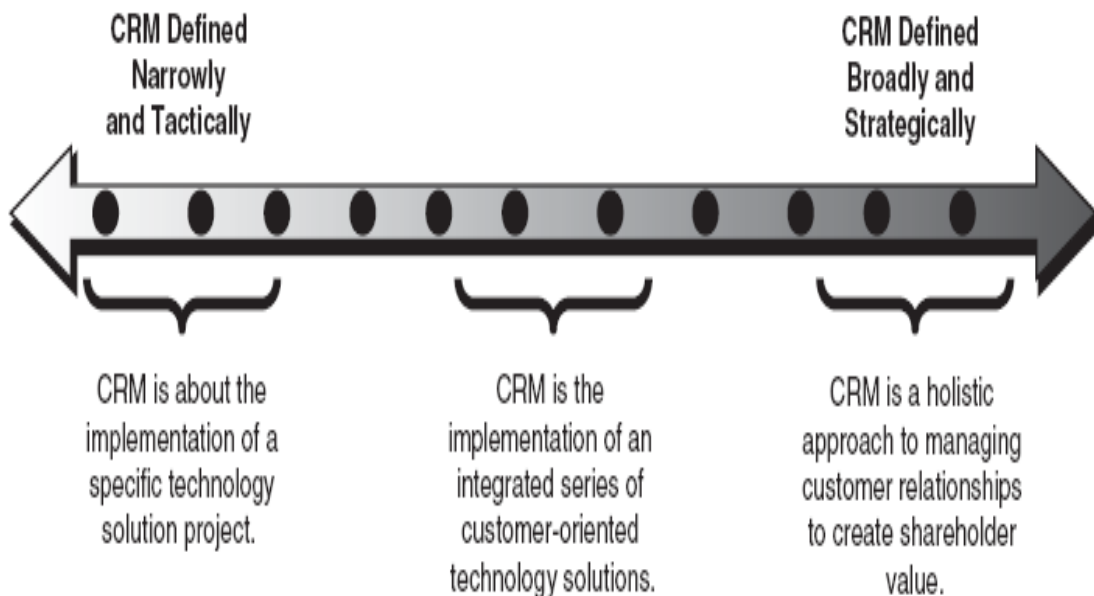 CRM Defined
Narrowly
and Tactically
CRM Defined
Broadly and
Strategically
CRM is about the
implementation of a
specific technology
solution project.
CRM is the
implementation of an
integrated series of
customer-oriented
technology solutions.
CRM is a holistic
approach to managing
customer relationships
to create shareholder
value.